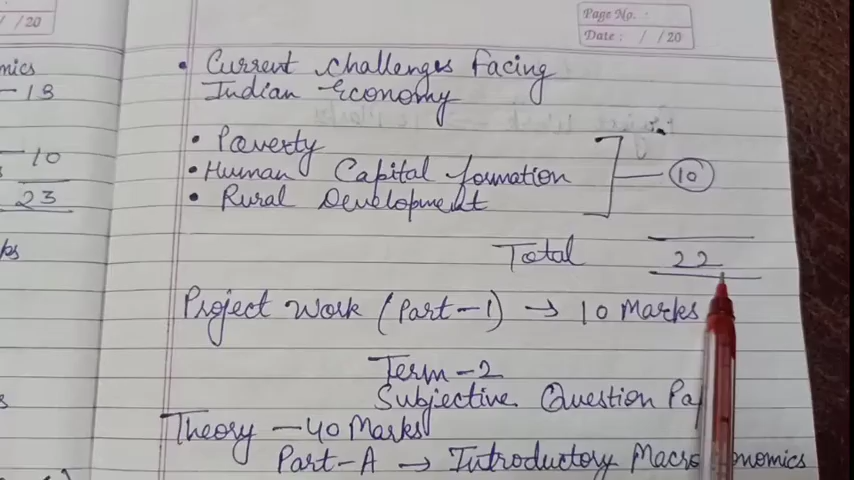 / /20
Page No. :
Date : / /20
mics
- 13
10
23
ks
• Current challenges Facing
Indian Economy
• Poverty
• Human Capital formation
• Rural Development
10
Total 22
Project Work (Part-1) → 10 Marks
Term-2
Subjective Question Pa
Theory - 40 Marks
Part-A → Introductory Macro onomics